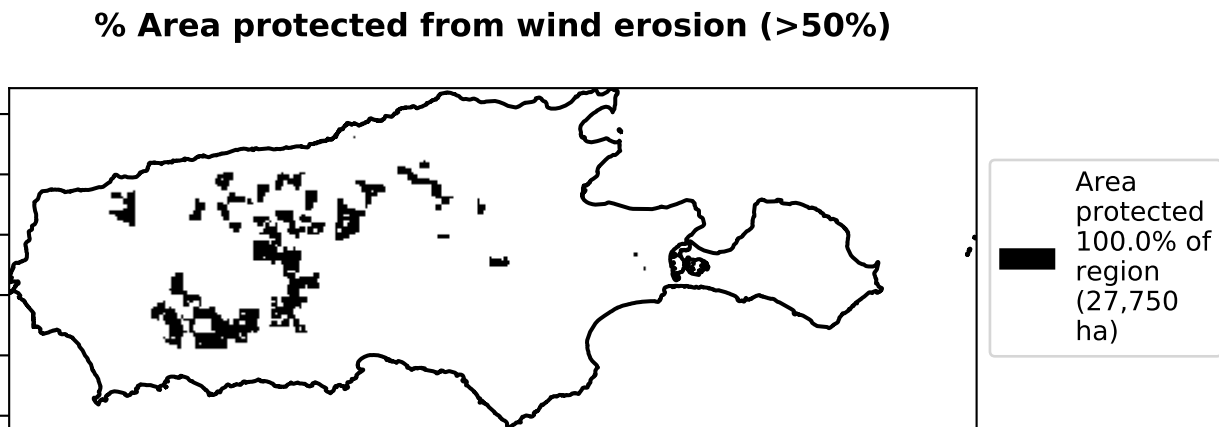 % Area protected from wind erosion (>50%)
Area
protected
100.0% of
region
(27,750
ha)